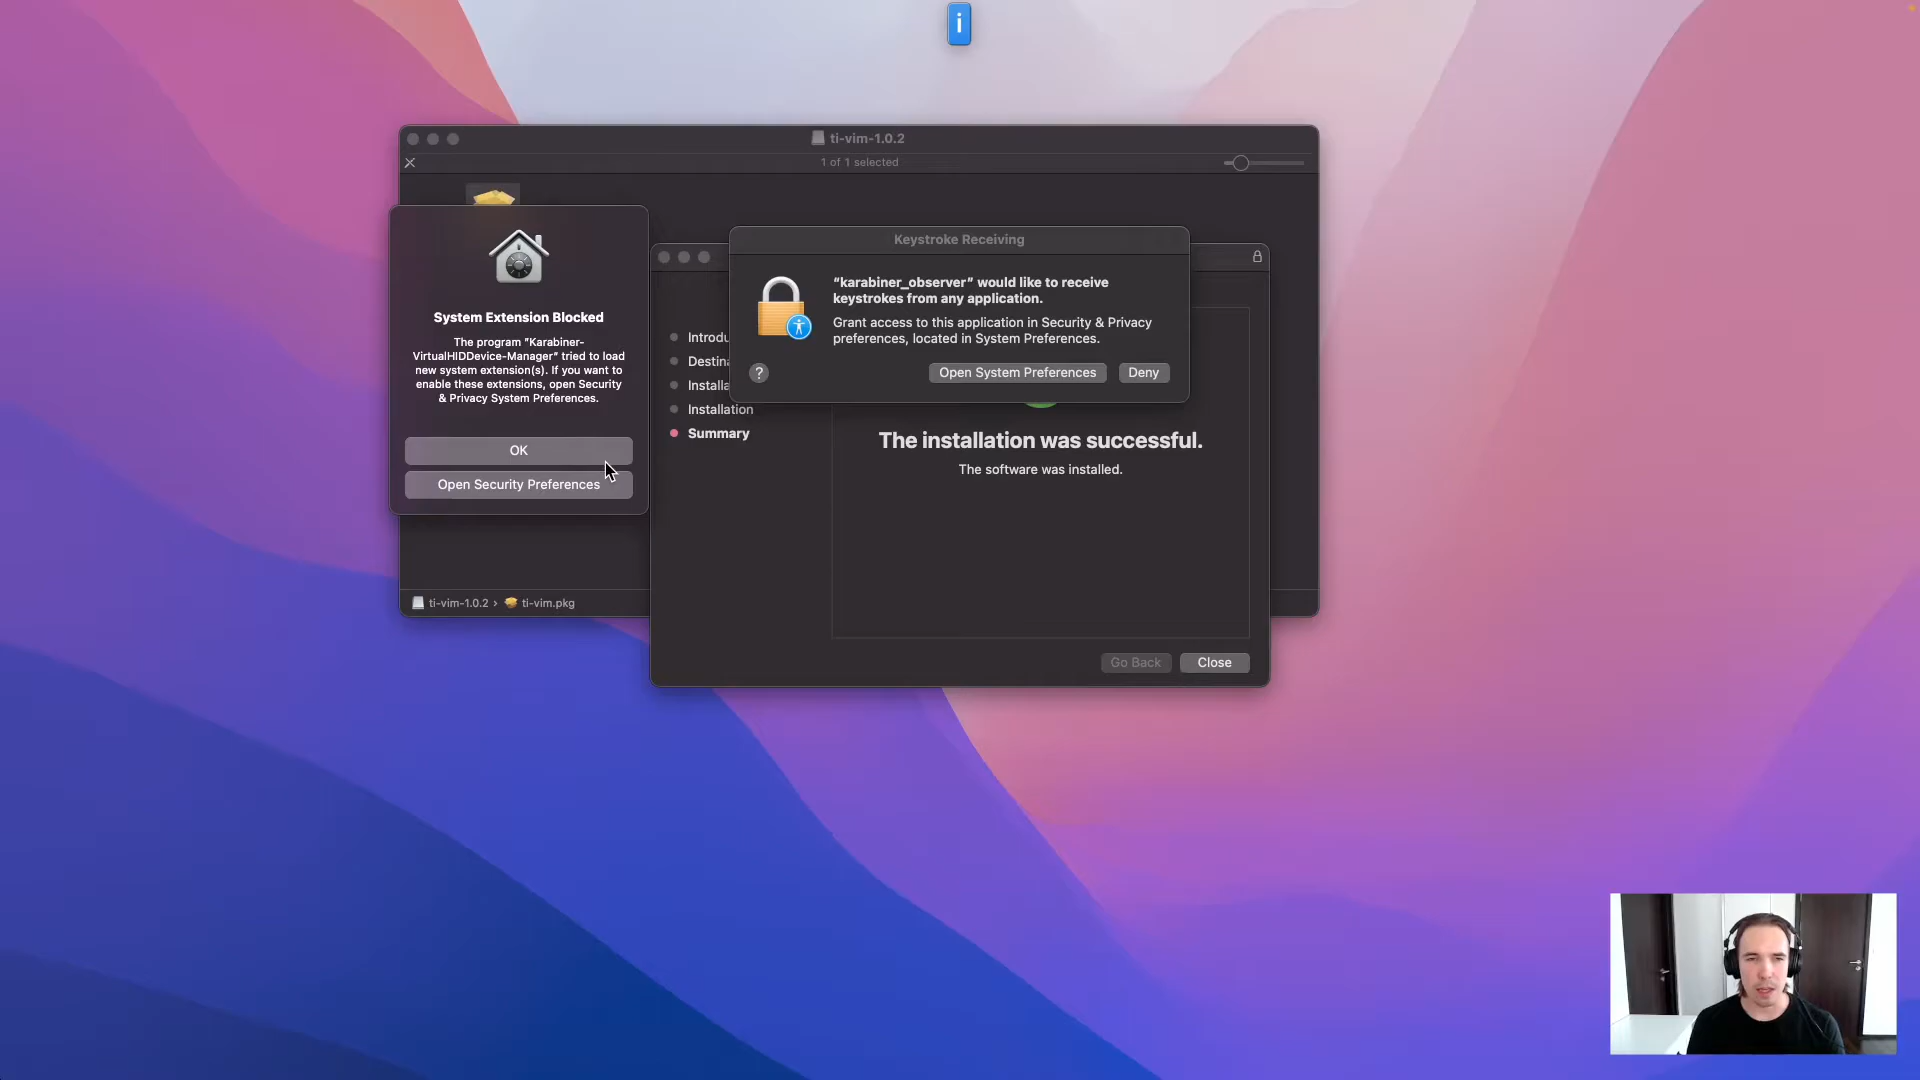 i
ti-vim-1.0.2
1 of 1 selected
System Extension Blocked
The program "Karabiner-
VirtualHIDDevice-Manager" tried to load
new system extension(s). If you want to
enable these extensions, open Security
& Privacy System Preferences.
OK
Open Security Preferences
Keystroke Receiving
“karabiner_observer” would like to receive
keystrokes from any application.
Grant access to this application in Security & Privacy
preferences, located in System Preferences.
?
Open System Preferences
Deny
Introdu
Destina
Installa
Installation
Summary
The installation was successful.
The software was installed.
Go Back
Close
ti-vim-1.0.2 › ti-vim.pkg